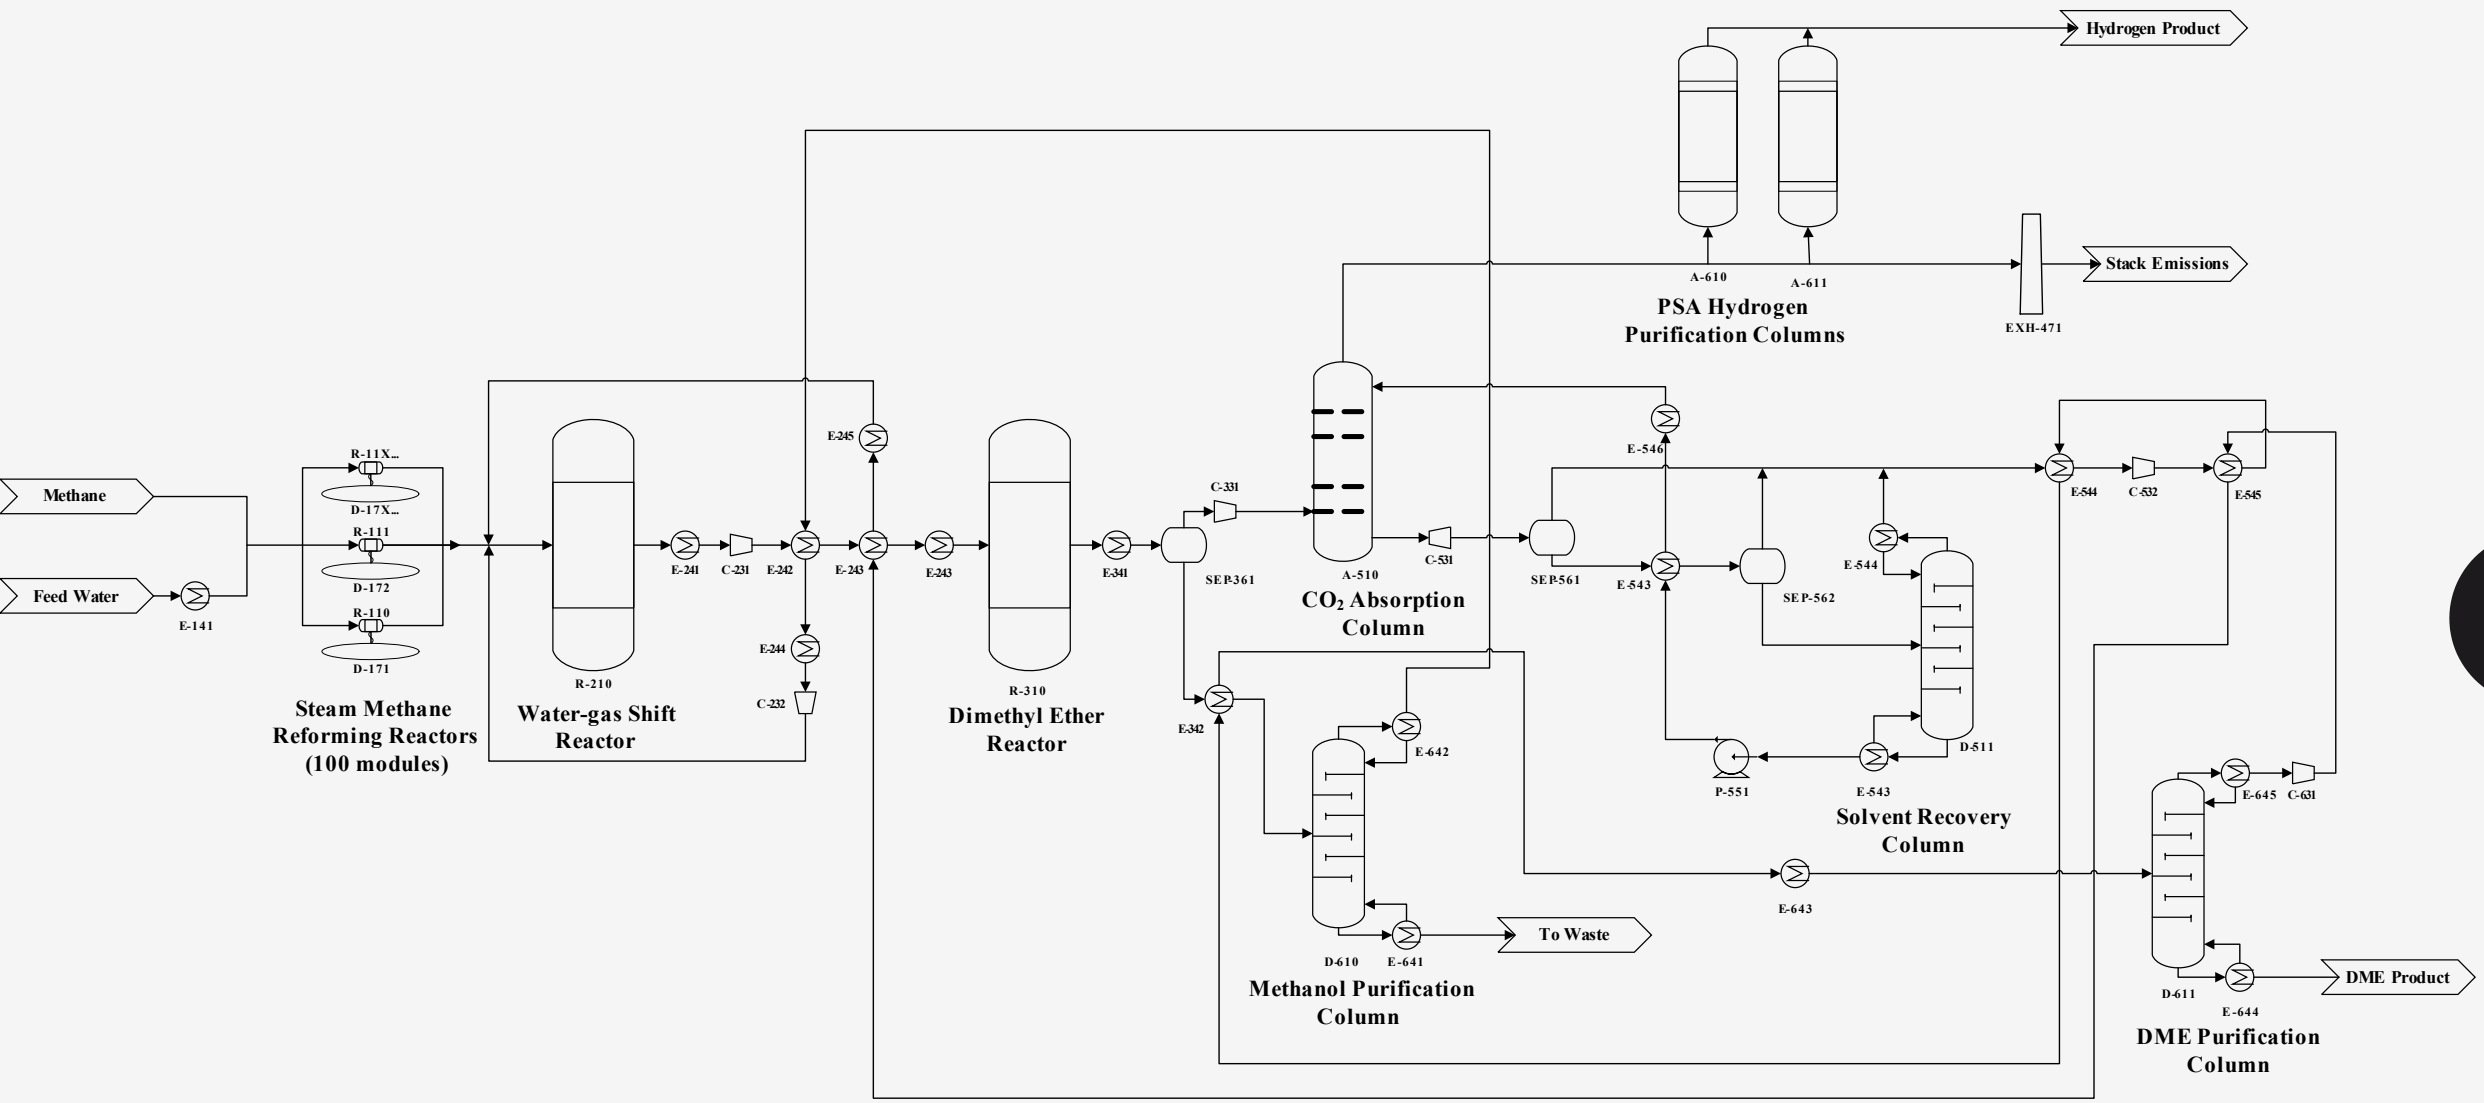 Hydrogen Product
Stack Emissions
A-610
A-611
PSA Hydrogen
Purification Columns
EXH-471
Methane
Feed Water
E-141
R-11X...
D-17X...
R-111
D-172
R-110
D-171
Steam Methane
Reforming Reactors
(100 modules)
R-210
Water-gas Shift
Reactor
E-241
C-231
E-242
E-243
E-245
E-243
E-244
C-232
R-310
Dimethyl Ether
Reactor
E-341
SEP-361
C-331
E-342
A-510
CO₂ Absorption
Column
C-531
SEP-561
E-546
E-543
SEP-562
E-544
D-511
E-543
P-551
Solvent Recovery
Column
E-544
C-532
E-545
E-642
D-610
E-641
To Waste
Methanol Purification
Column
E-643
E-645
C-631
D-611
E-644
DME Product
DME Purification
Column